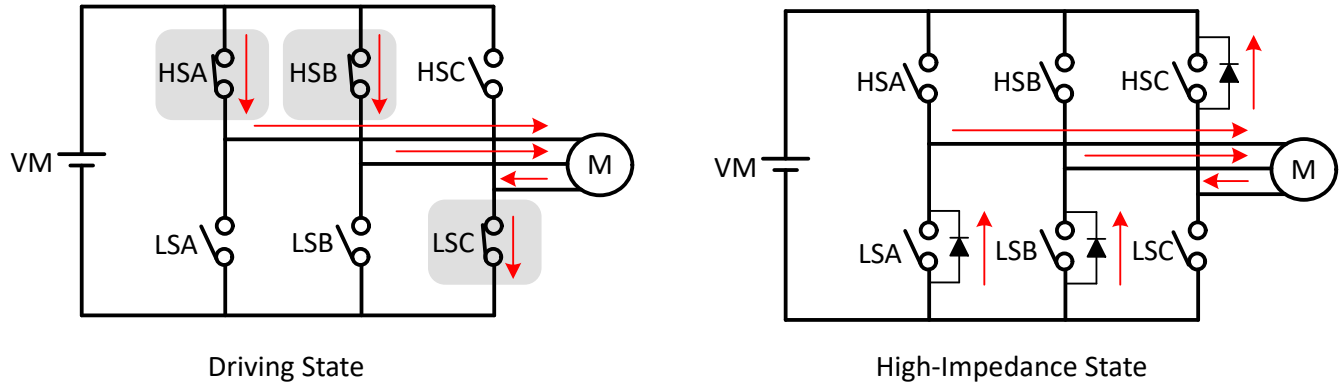 HSA
HSB
HSC
VM
M
LSA
LSB
LSC
Driving State
HSA
HSB
HSC
VM
M
LSA
LSB
LSC
High-Impedance State